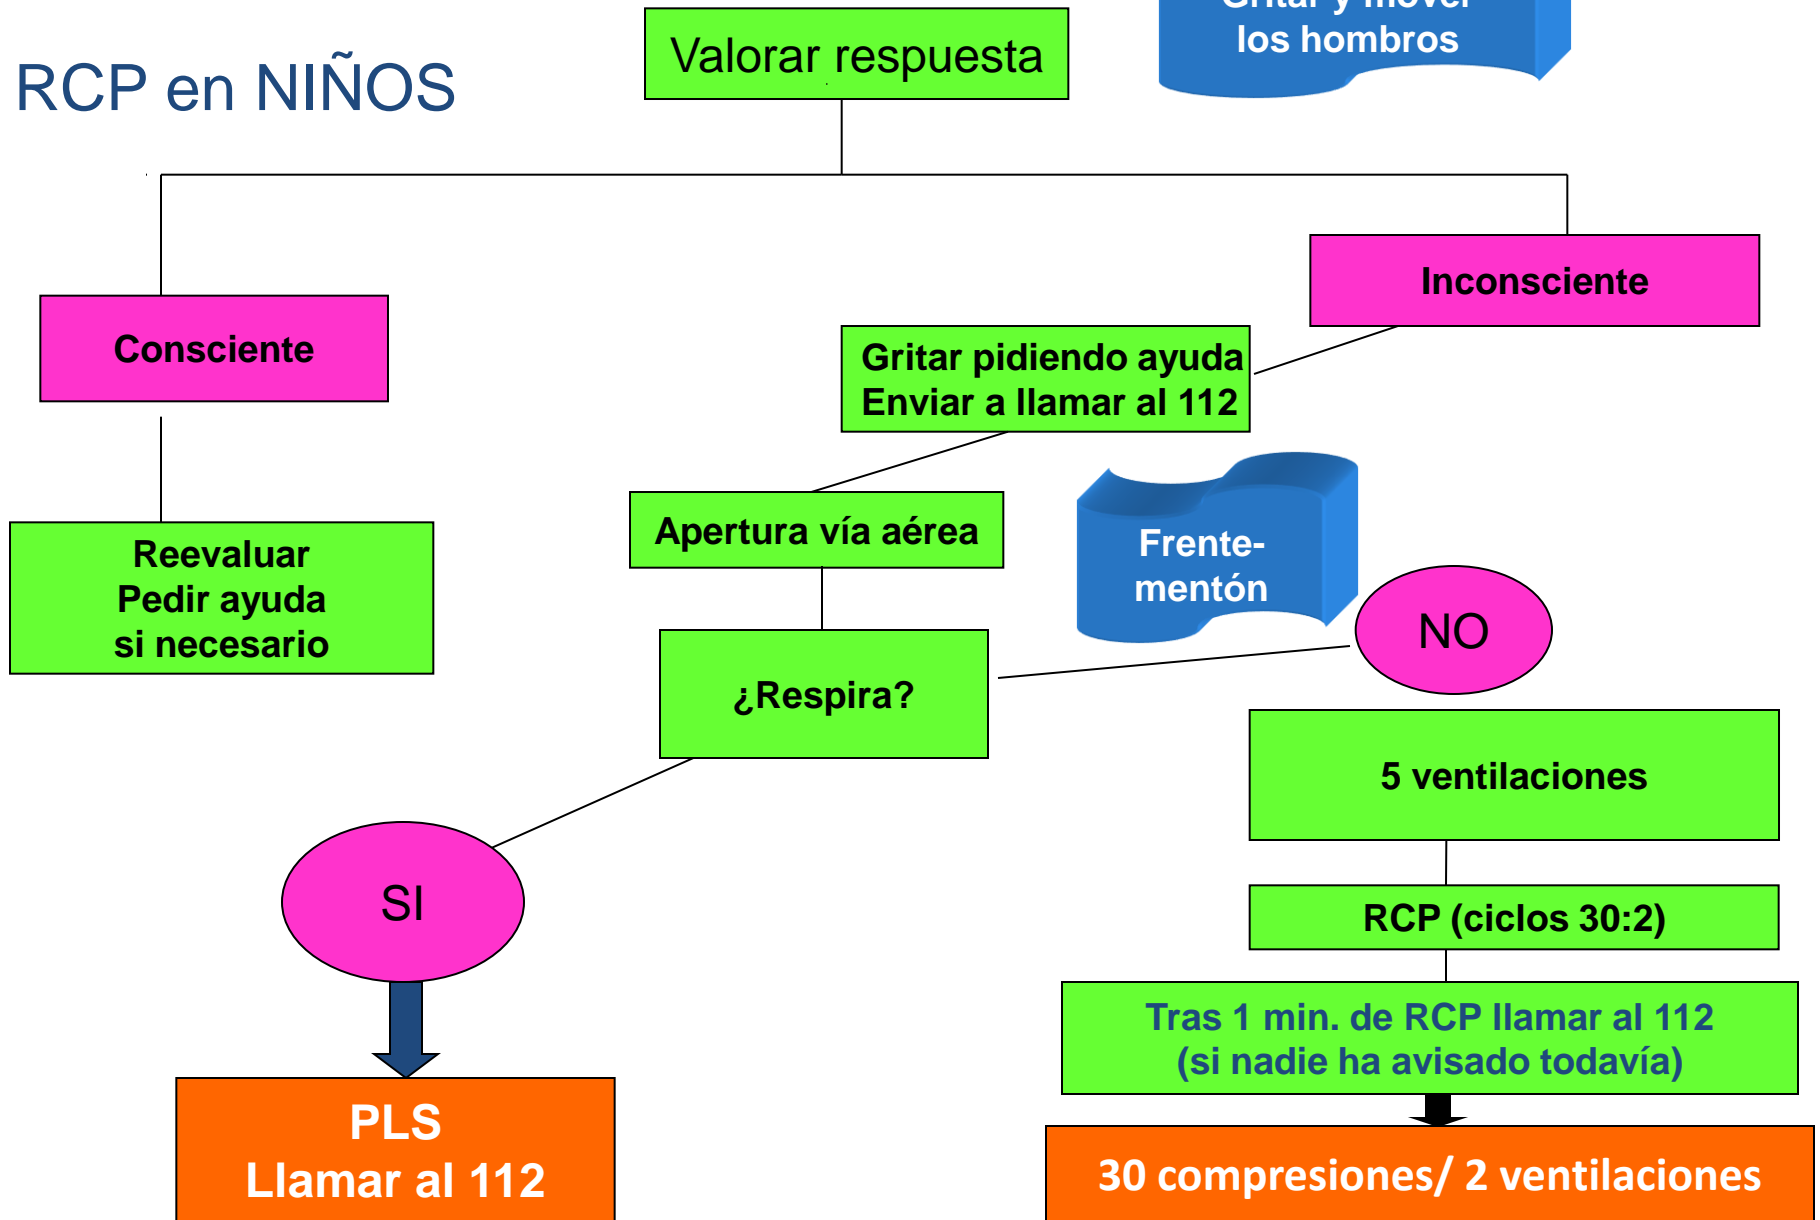 Gritar y mover
los hombros
Valorar respuesta
RCP en NIÑOS
Inconsciente
Consciente
Gritar pidiendo ayuda
Enviar a llamar al 112
Apertura vía aérea
Frente-
mentón
Reevaluar
Pedir ayuda
si necesario
NO
¿Respira?
5 ventilaciones
SI
RCP (ciclos 30:2)
Tras 1 min. de RCP llamar al 112
(si nadie ha avisado todavía)
PLS
Llamar al 112
30 compresiones/ 2 ventilaciones